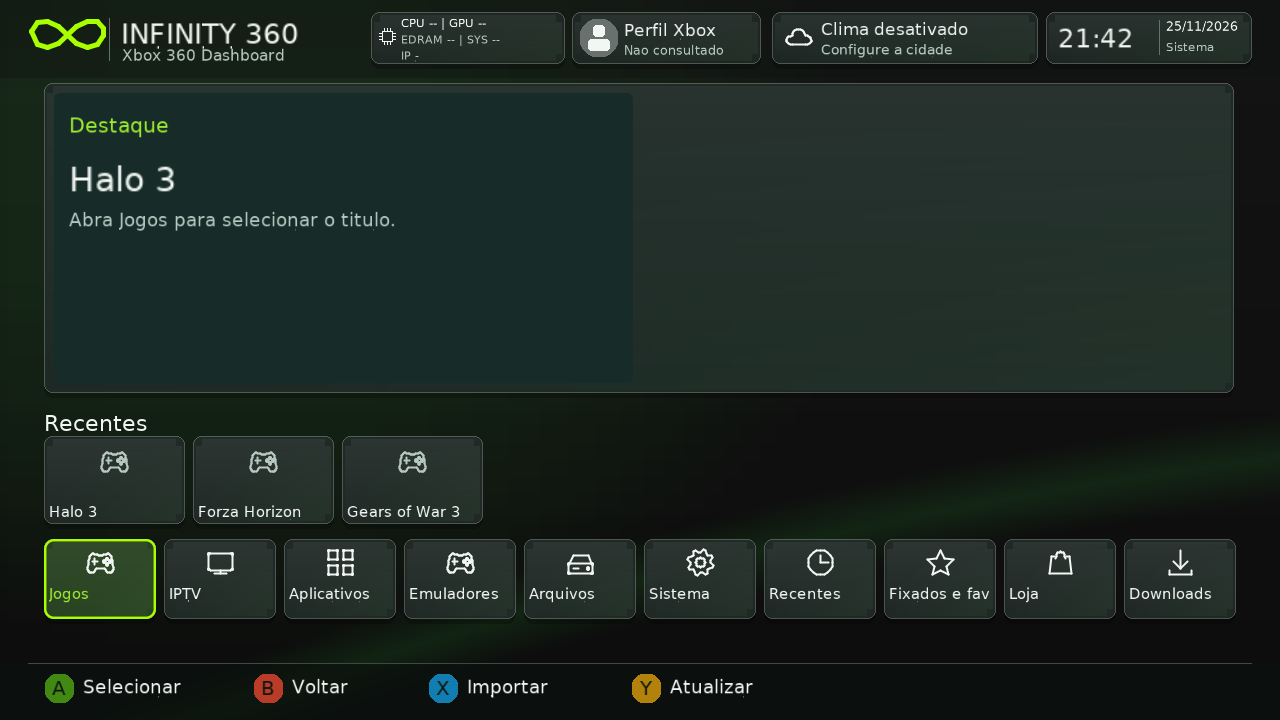 INFINITY 360
Xbox 360 Dashboard
CPU -- | GPU --
EDRAM -- | SYS --
IP -
Perfil Xbox
Nao consultado
Clima desativado
Configure a cidade
21:42
25/11/2026
Sistema
Destaque
Halo 3
Abra Jogos para selecionar o titulo.
Recentes
Halo 3
Forza Horizon
Gears of War 3
Jogos
IPTV
Aplicativos
Emuladores
Arquivos
Sistema
Recentes
Fixados e fav
Loja
Downloads
A Selecionar
B Voltar
X Importar
Y Atualizar